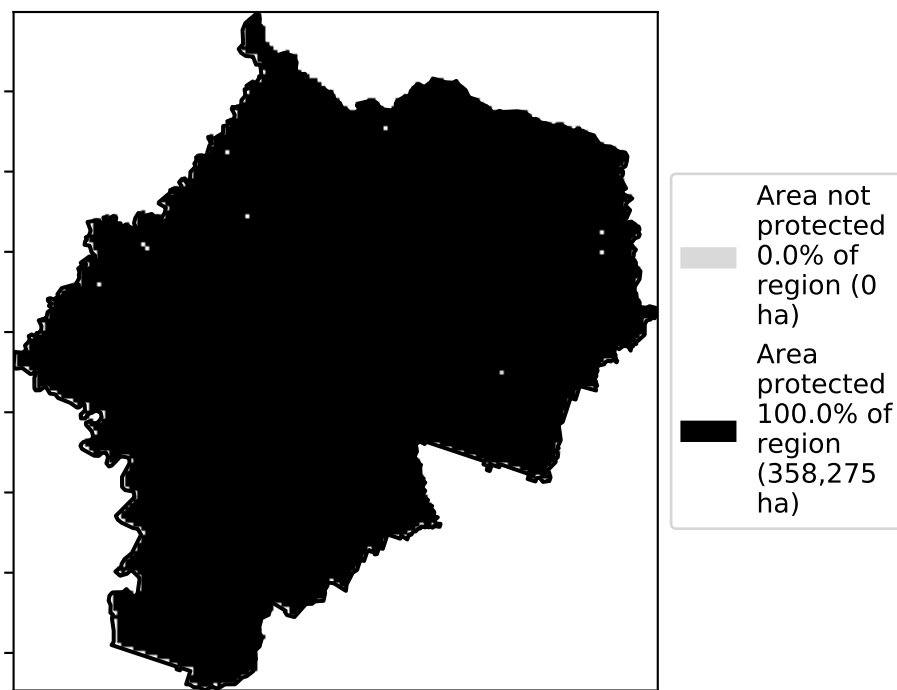 Area not
protected
0.0% of
region (0
ha)
Area
protected
100.0% of
region
(358,275
ha)